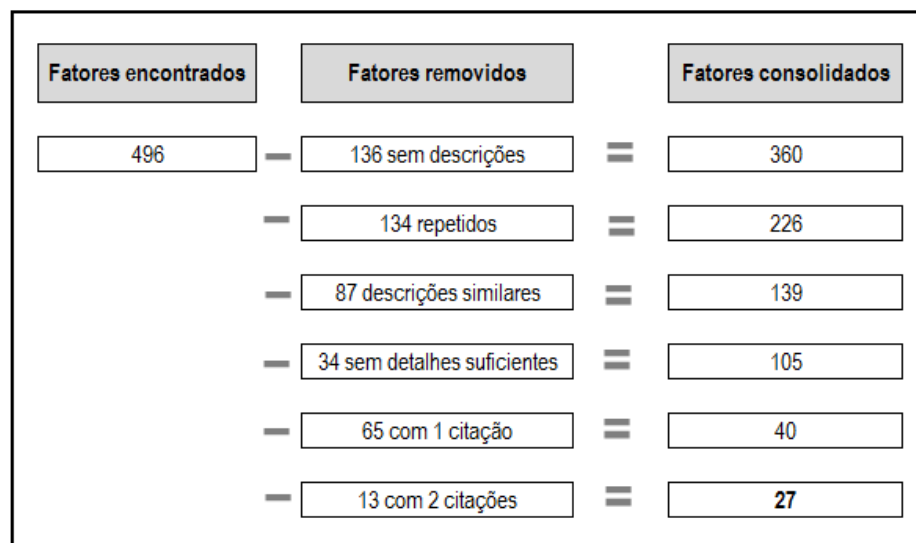 Fatores encontrados
Fatores removidos
Fatores consolidados
496
— 136 sem descrições = 360
— 134 repetidos = 226
— 87 descrições similares = 139
— 34 sem detalhes suficientes = 105
— 65 com 1 citação = 40
— 13 com 2 citações = 27